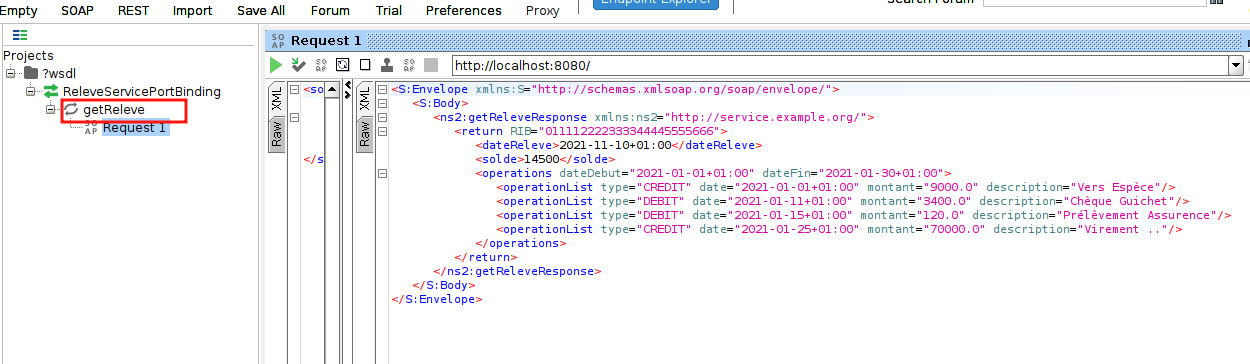 Empty SOAP REST Import Save All Forum Trial Preferences Proxy Endpoint Explorer Search Forum
Projects
?wsdl
ReleveServicePortBinding
getReleve
SO AP Request 1
SO AP Request 1
SO AP SO AP http://localhost:8080/
XML
Raw
<so
</s
XML
Raw
<S:Envelope xmlns:S="http://schemas.xmlsoap.org/soap/envelope/">
<S:Body>
<ns2:getReleveResponse xmlns:ns2="http://service.example.org/">
<return RIB="011112222333344445555666">
<dateReleve>2021-11-10+01:00</dateReleve>
<solde>14500</solde>
<operations dateDebut="2021-01-01+01:00" dateFin="2021-01-30+01:00">
<operationList type="CREDIT" date="2021-01-01+01:00" montant="9000.0" description="Vers Espèce"/>
<operationList type="DEBIT" date="2021-01-11+01:00" montant="3400.0" description="Chèque Guichet"/>
<operationList type="DEBIT" date="2021-01-15+01:00" montant="120.0" description="Prélèvement Assurence"/>
<operationList type="CREDIT" date="2021-01-25+01:00" montant="70000.0" description="Virement .."/>
</operations>
</return>
</ns2:getReleveResponse>
</S:Body>
</S:Envelope>